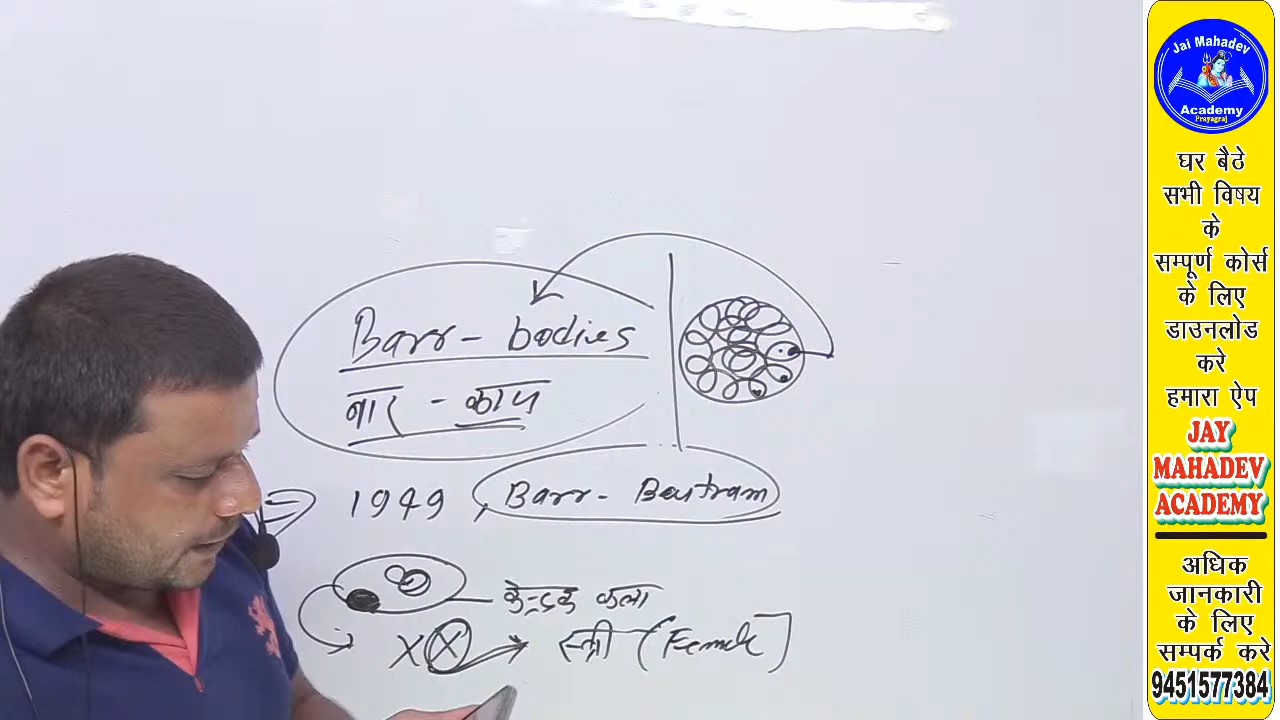 Barr - bodies
बार - काय
1949, Barr - Bertram
केन्द्रक कला
XX → स्त्री (Female)
Jai Mahadev
Academy
Prayagraj
घर बैठे
सभी विषय
के
सम्पूर्ण कोर्स
के लिए
डाउनलोड
करे
हमारा ऐप
JAY
MAHADEV
ACADEMY
अधिक
जानकारी
के लिए
सम्पर्क करे
9451577384